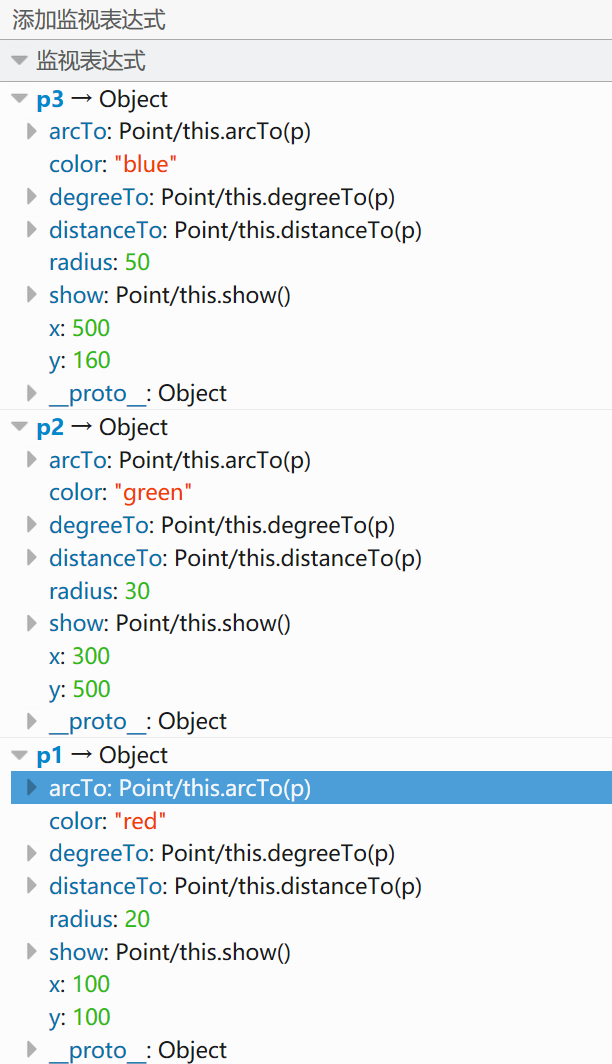 添加监视表达式
监视表达式
p3 → Object
arcTo: Point/this.arcTo(p)
color: "blue"
degreeTo: Point/this.degreeTo(p)
distanceTo: Point/this.distanceTo(p)
radius: 50
show: Point/this.show()
x: 500
y: 160
__proto__: Object
p2 → Object
arcTo: Point/this.arcTo(p)
color: "green"
degreeTo: Point/this.degreeTo(p)
distanceTo: Point/this.distanceTo(p)
radius: 30
show: Point/this.show()
x: 300
y: 500
__proto__: Object
p1 → Object
arcTo: Point/this.arcTo(p)
color: "red"
degreeTo: Point/this.degreeTo(p)
distanceTo: Point/this.distanceTo(p)
radius: 20
show: Point/this.show()
x: 100
y: 100
__proto__: Object